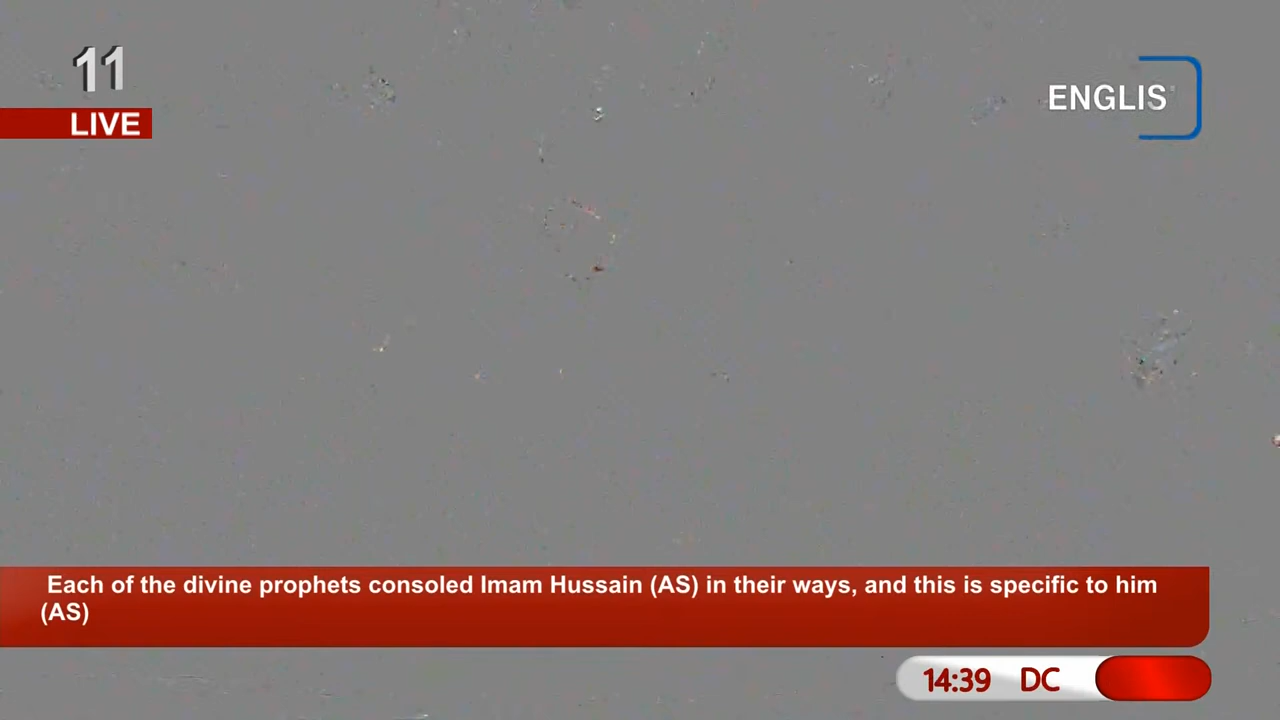 11
LIVE
ENGLIS
Each of the divine prophets consoled Imam Hussain (AS) in their ways, and this is specific to him
(AS)
14:39 DC